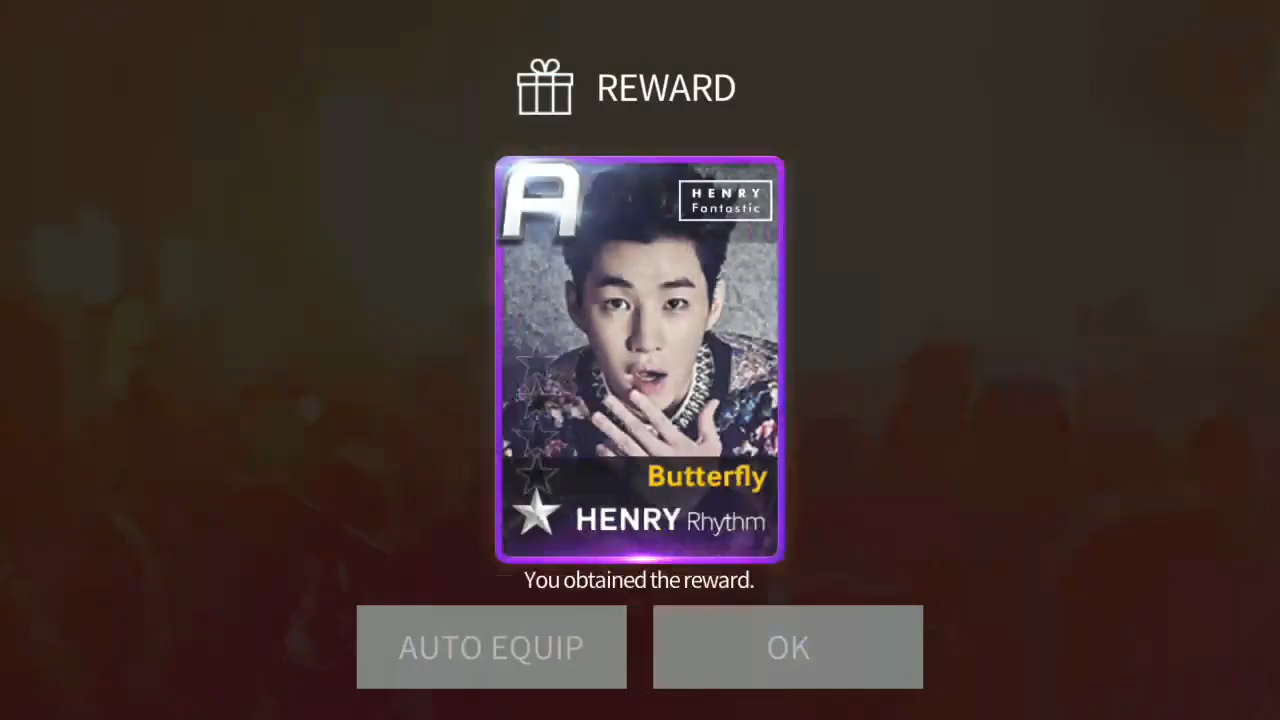 REWARD
A
HENRY
Fantastic
Butterfly
HENRY Rhythm
You obtained the reward.
AUTO EQUIP
OK